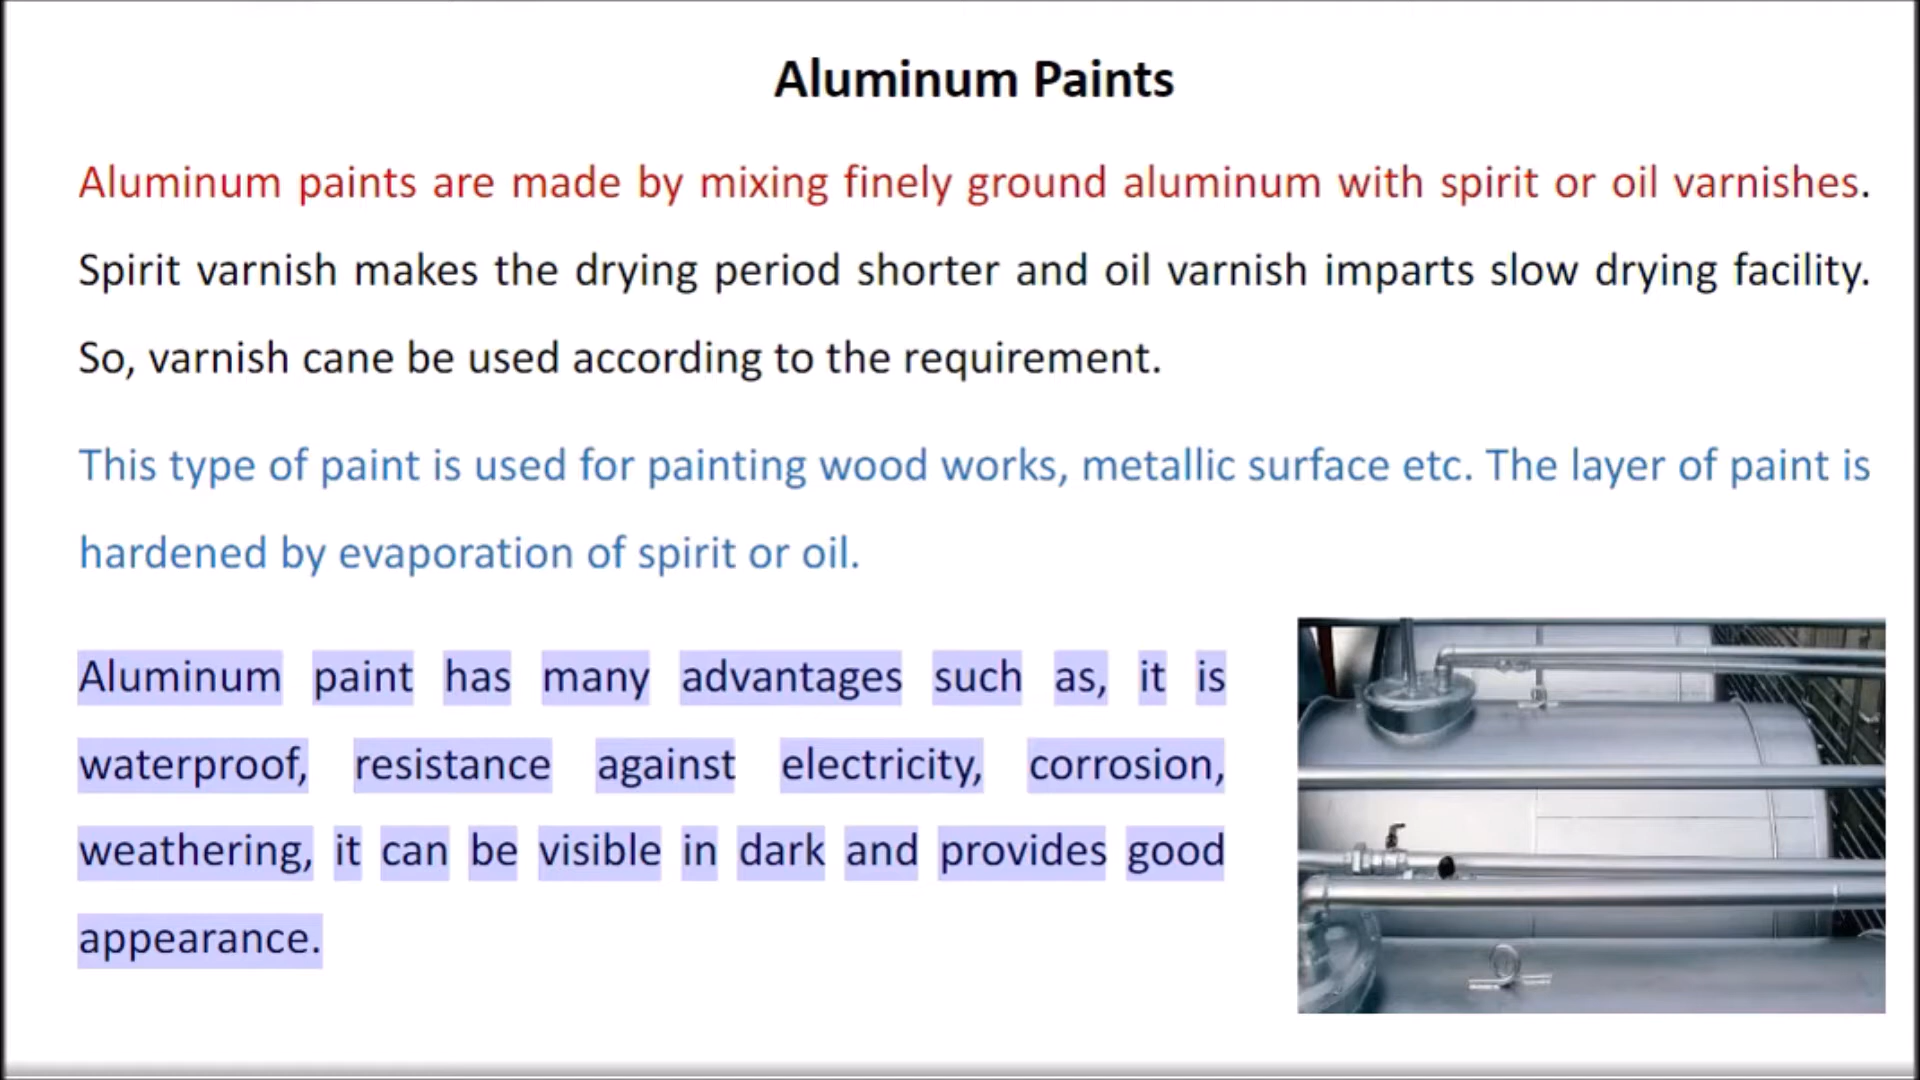 Aluminum Paints
Aluminum paints are made by mixing finely ground aluminum with spirit or oil varnishes.
Spirit varnish makes the drying period shorter and oil varnish imparts slow drying facility.
So, varnish cane be used according to the requirement.
This type of paint is used for painting wood works, metallic surface etc. The layer of paint is
hardened by evaporation of spirit or oil.
Aluminum paint has many advantages such as, it is
waterproof, resistance against electricity, corrosion,
weathering, it can be visible in dark and provides good
appearance.